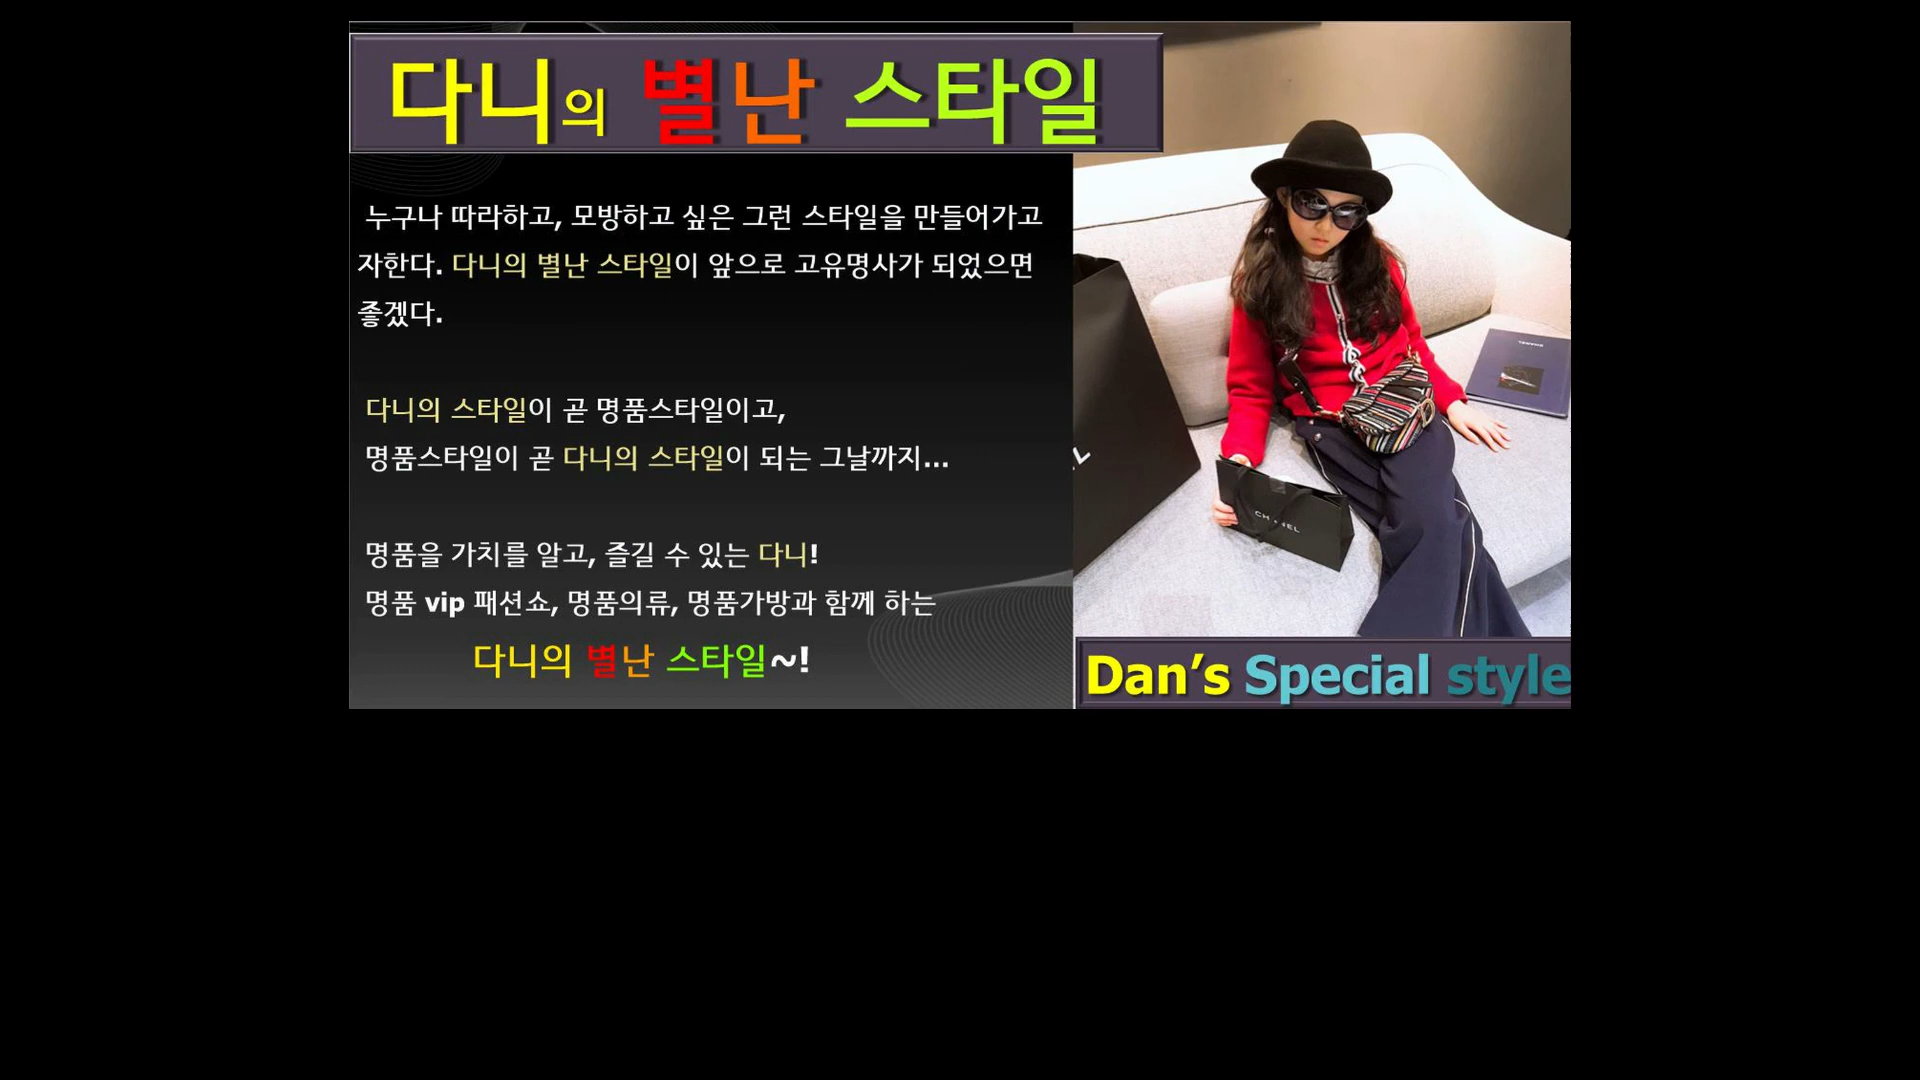 다니의 별난 스타일
누구나 따라하고, 모방하고 싶은 그런 스타일을 만들어가고
자한다. 다니의 별난 스타일이 앞으로 고유명사가 되었으면
좋겠다.
다니의 스타일이 곧 명품스타일이고,
명품스타일이 곧 다니의 스타일이 되는 그날까지...
명품을 가치를 알고, 즐길 수 있는 다니!
명품 vip 패션쇼, 명품의류, 명품가방과 함께 하는
다니의 별난 스타일~!
CHANEL
Dan’s Special style